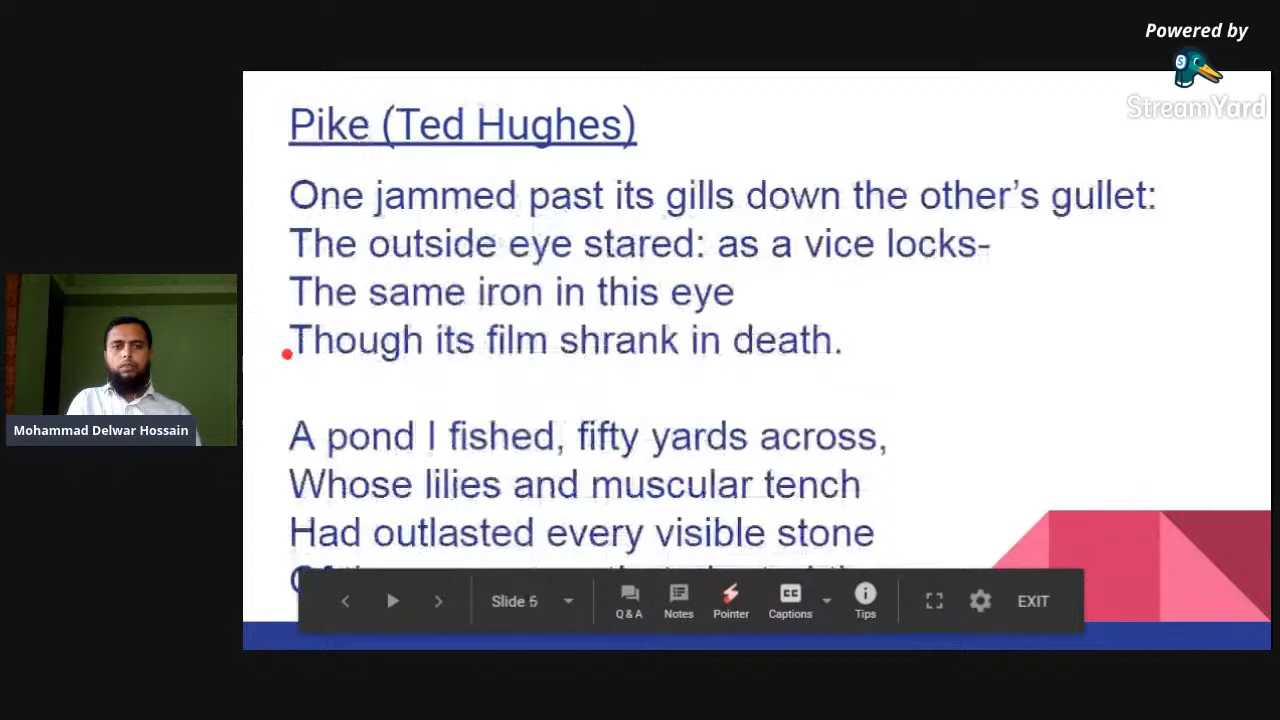 Powered by
StreamYard
Pike (Ted Hughes)
One jammed past its gills down the other’s gullet:
The outside eye stared: as a vice locks-
The same iron in this eye
Though its film shrank in death.
A pond I fished, fifty yards across,
Whose lilies and muscular tench
Had outlasted every visible stone
Mohammad Delwar Hossain
Slide 6
Q & A
Notes
Pointer
CC
Captions
Tips
EXIT